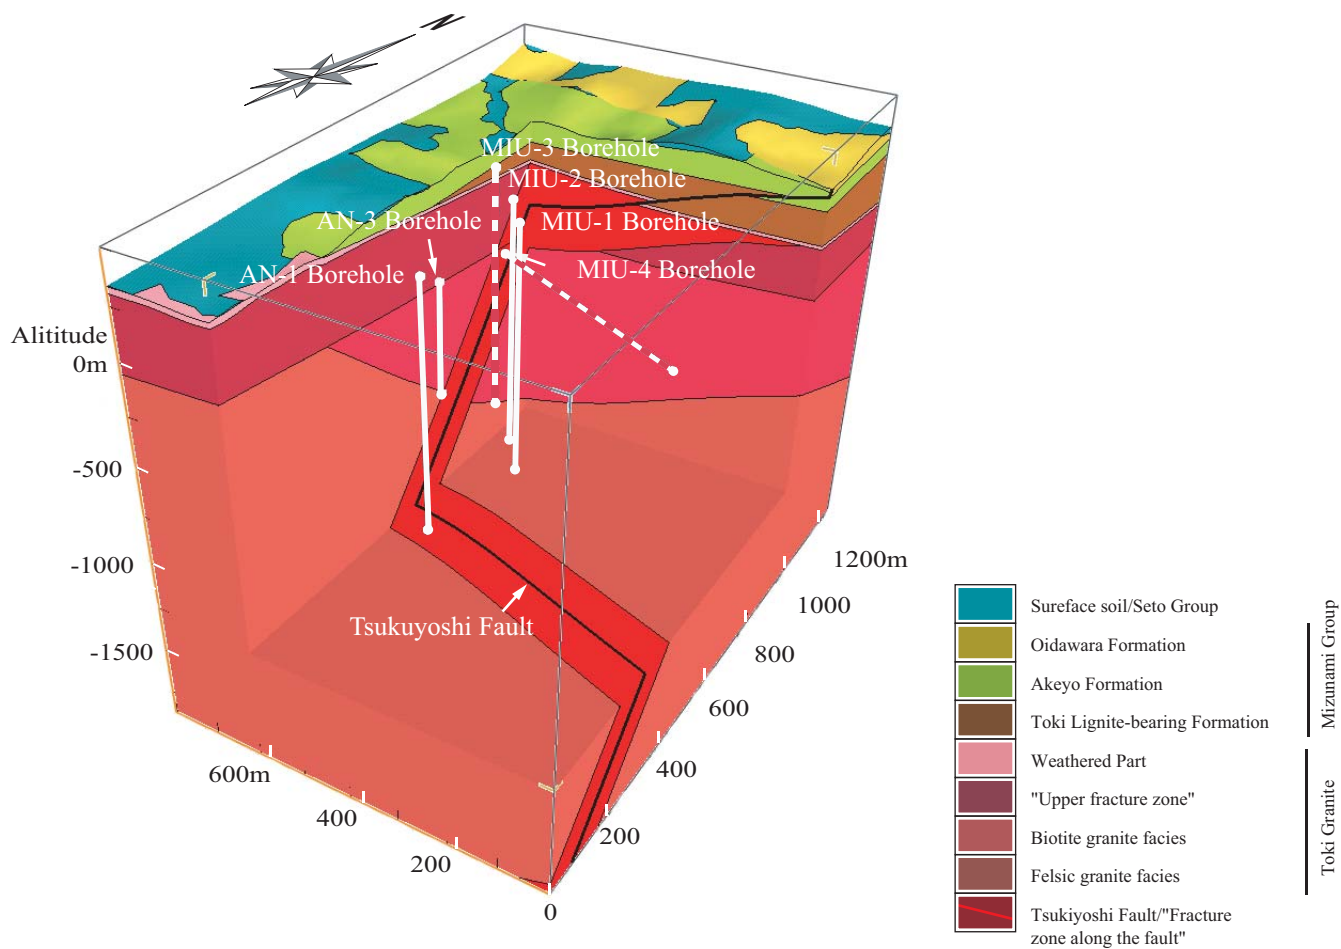 N
MIU-3 Borehole
MIU-2 Borehole
AN-3 Borehole
MIU-1 Borehole
AN-1 Borehole
MIU-4 Borehole
Alititude
0m
-500
-1000
-1500
Tsukuyoshi Fault
600m
400
200
0
200
400
600
800
1000
1200m
Sureface soil/Seto Group
Oidawara Formation
Akeyo Formation
Toki Lignite-bearing Formation
Mizunami Group
Weathered Part
"Upper fracture zone"
Biotite granite facies
Felsic granite facies
Toki Granite
Tsukiyoshi Fault/"Fracture
zone along the fault"